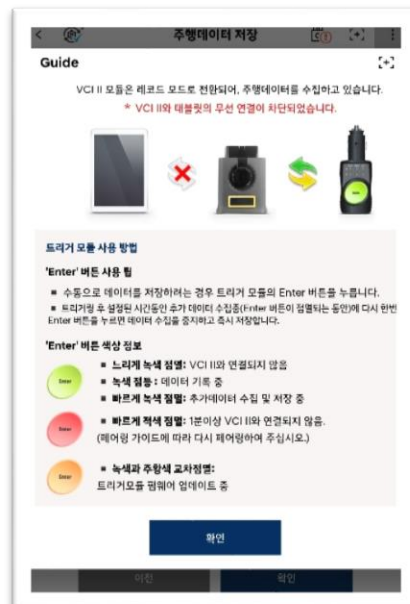 주행데이터 저장
Guide
VCI II 모듈은 레코드 모드로 전환되어, 주행데이터를 수집하고 있습니다.
* VCI II와 태블릿의 무선 연결이 차단되었습니다.
트리거 모듈 사용 방법
'Enter' 버튼 사용 팁
■ 수동으로 데이터를 저장하려는 경우 트리거 모듈의 Enter 버튼을 누릅니다.
■ 트리거링 후 설정된 시간동안 추가 데이터 수집중(Enter 버튼이 점멸되는 동안)에 다시 한번
Enter 버튼을 누르면 데이터 수집을 중지하고 즉시 저장합니다.
'Enter' 버튼 색상 정보
■ 느리게 녹색 점멸: VCI II와 연결되지 않음
Enter
■ 녹색 점등 : 데이터 기록 중
■ 빠르게 녹색 점멸: 추가데이터 수집 및 저장 중
Enter
■ 빠르게 적색 점멸: 1분이상 VCI II와 연결되지 않음.
(페어링 가이드에 따라 다시 페어링하여 주십시오.)
Enter
■ 녹색과 주황색 교차점멸:
트리거모듈 펌웨어 업데이트 중
확인
이전
확인